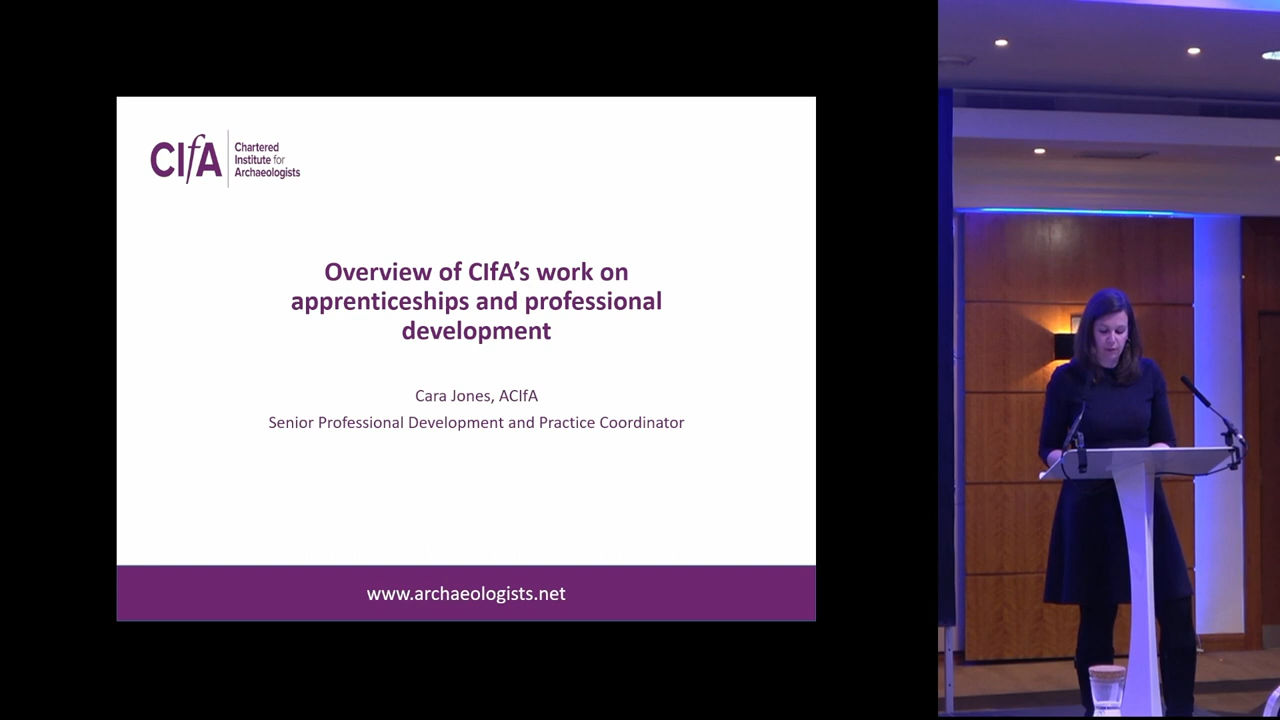 CIfA
Chartered
Institute for
Archaeologists
Overview of CIfA's work on
apprenticeships and professional
development
Cara Jones, ACIfA
Senior Professional Development and Practice Coordinator
www.archaeologists.net